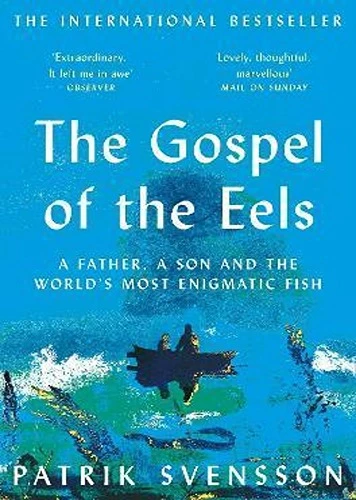 THE INTERNATIONAL BESTSELLER
'Extraordinary.
It left me in awe'
OBSERVER
Lovely, thoughtful,
marvellous'
MAIL ON SUNDAY
The Gospel
of the Eels
A FATHER, A SON AND THE
WORLD'S MOST ENIGMATIC FISH
PATRIK SVENSSON